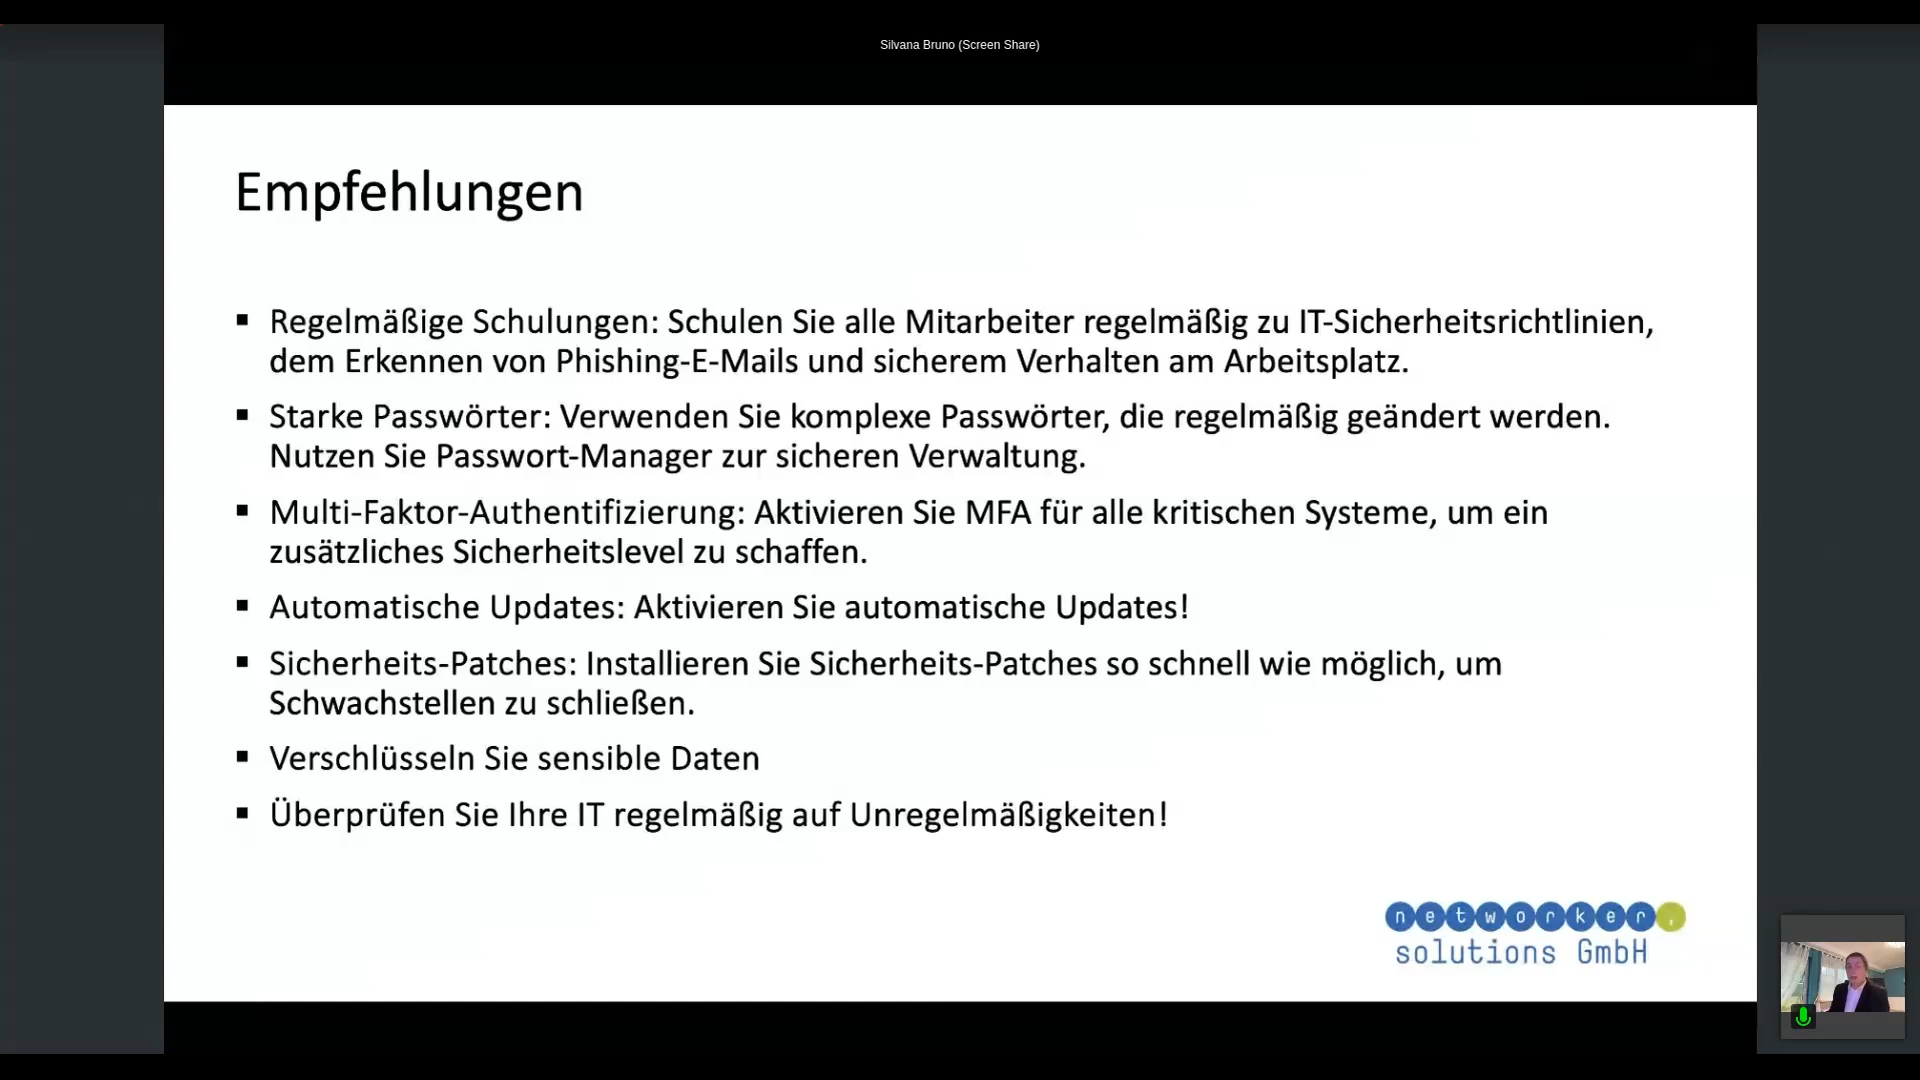 Silvana Bruno (Screen Share)
Empfehlungen
▪ Regelmäßige Schulungen: Schulen Sie alle Mitarbeiter regelmäßig zu IT-Sicherheitsrichtlinien,
dem Erkennen von Phishing-E-Mails und sicherem Verhalten am Arbeitsplatz.
▪ Starke Passwörter: Verwenden Sie komplexe Passwörter, die regelmäßig geändert werden.
Nutzen Sie Passwort-Manager zur sicheren Verwaltung.
▪ Multi-Faktor-Authentifizierung: Aktivieren Sie MFA für alle kritischen Systeme, um ein
zusätzliches Sicherheitslevel zu schaffen.
▪ Automatische Updates: Aktivieren Sie automatische Updates!
▪ Sicherheits-Patches: Installieren Sie Sicherheits-Patches so schnell wie möglich, um
Schwachstellen zu schließen.
▪ Verschlüsseln Sie sensible Daten
▪ Überprüfen Sie Ihre IT regelmäßig auf Unregelmäßigkeiten!
networker,
solutions GmbH